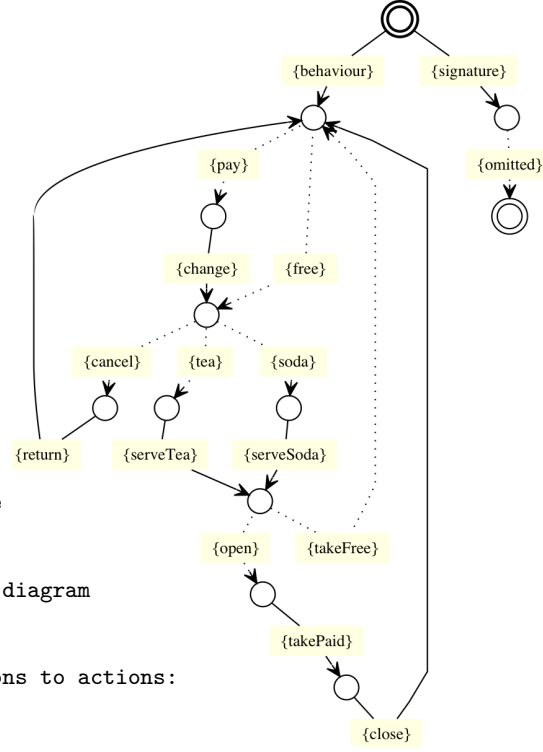 {behaviour} {signature}
{pay} {omitted}
{change} {free}
{cancel} {tea} {soda}
{return} {serveTea} {serveSoda}
{open} {takeFree}
diagram
{takePaid}
ons to actions:
{close}